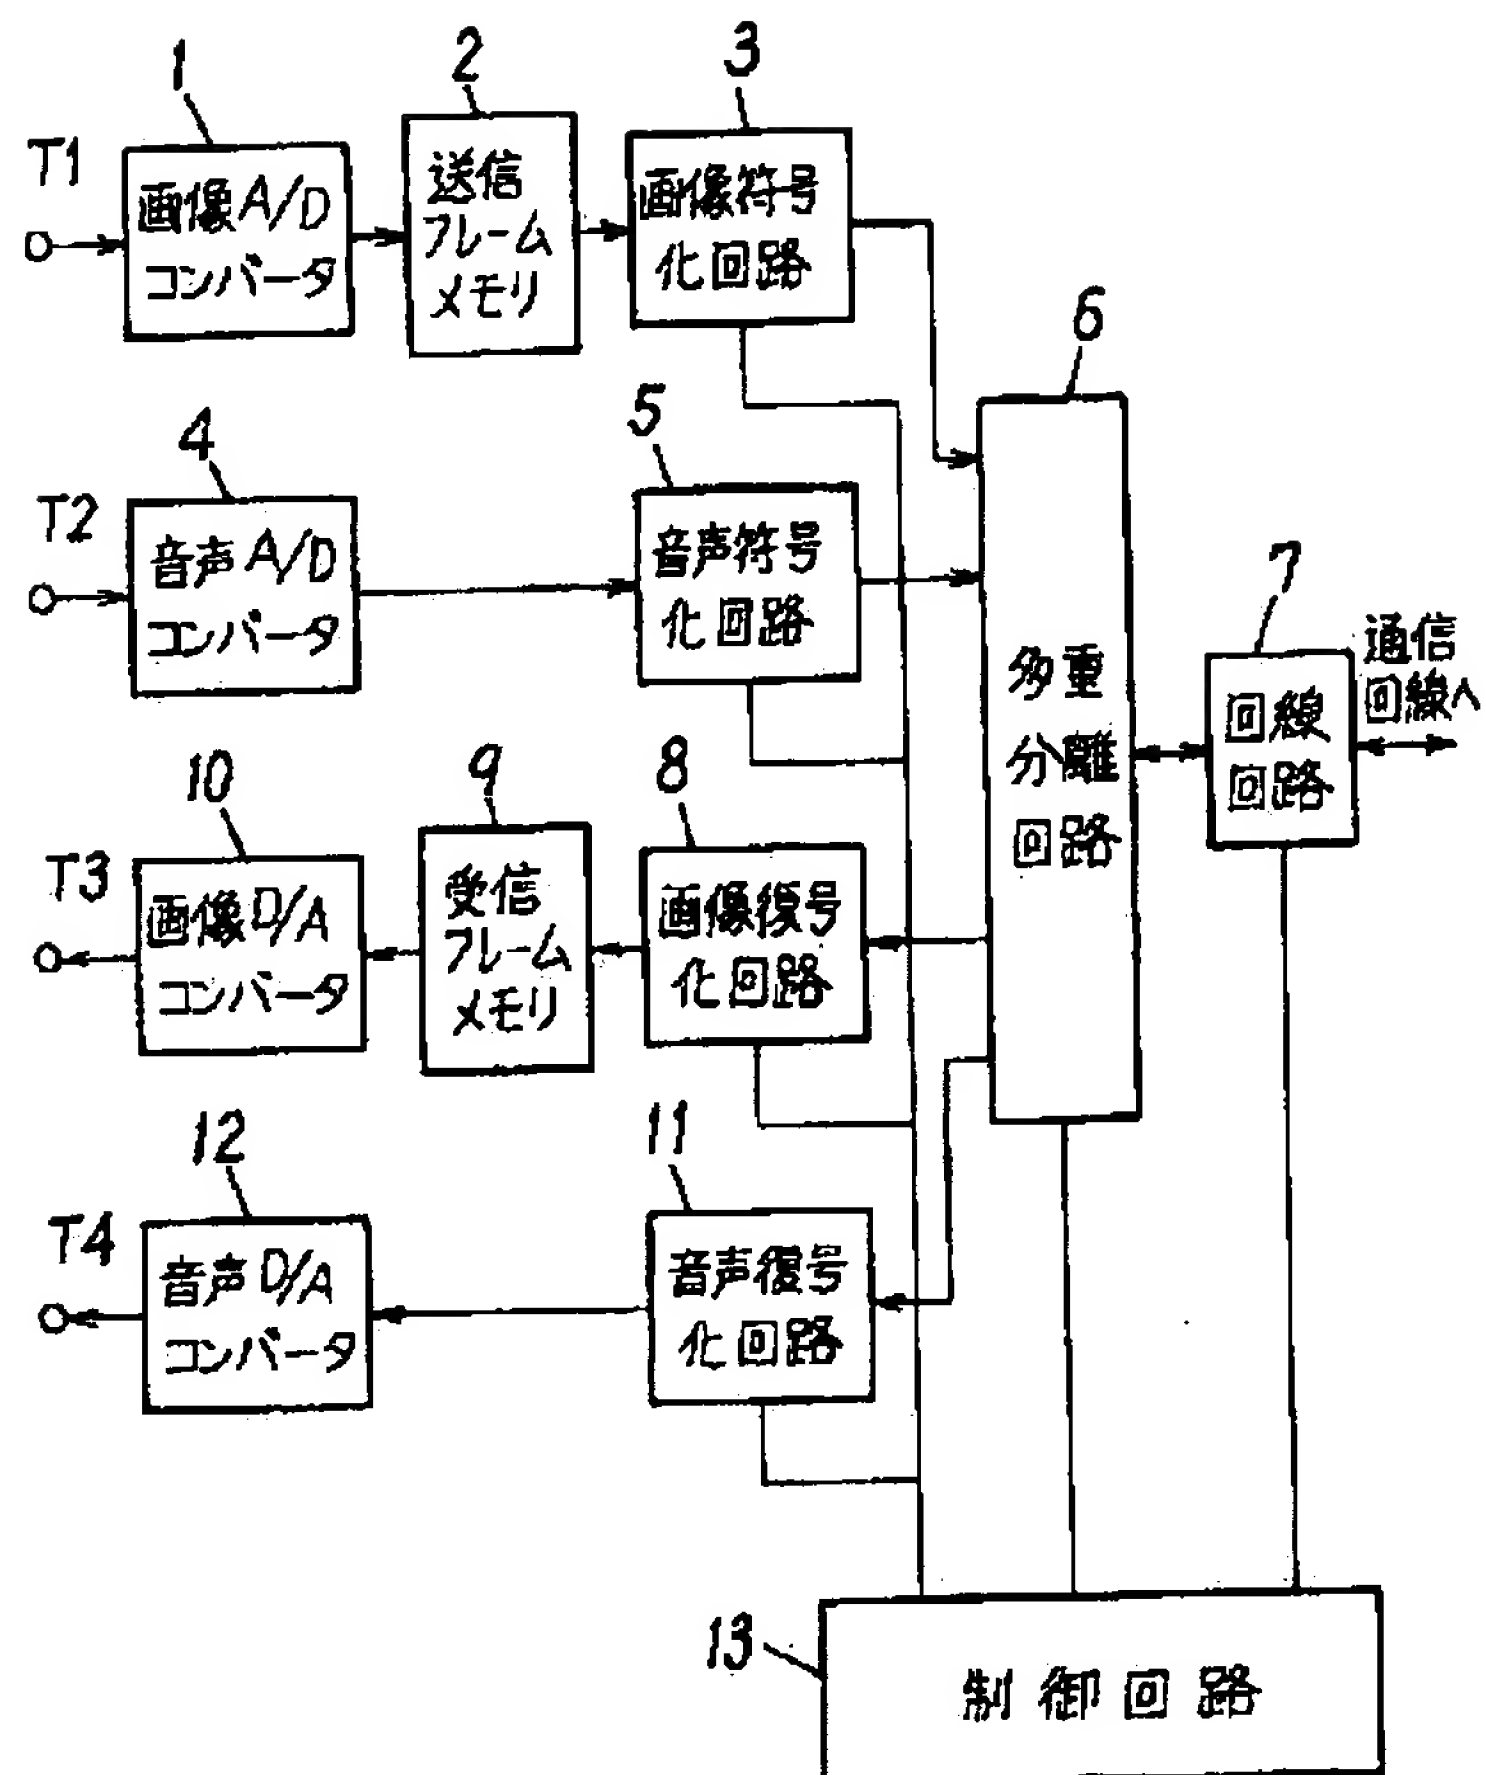 1
2
3
T1
画像A/D
コンバータ
送信
フレーム
メモリ
画像符号
化回路
4
5
6
T2
音声A/D
コンバータ
音声符号
化回路
多重
分離
回路
7
回線
回路
通信
回線へ
10
9
8
T3
画像D/A
コンバータ
受信
フレーム
メモリ
画像復号
化回路
12
11
T4
音声D/A
コンバータ
音声復号
化回路
13
制御回路